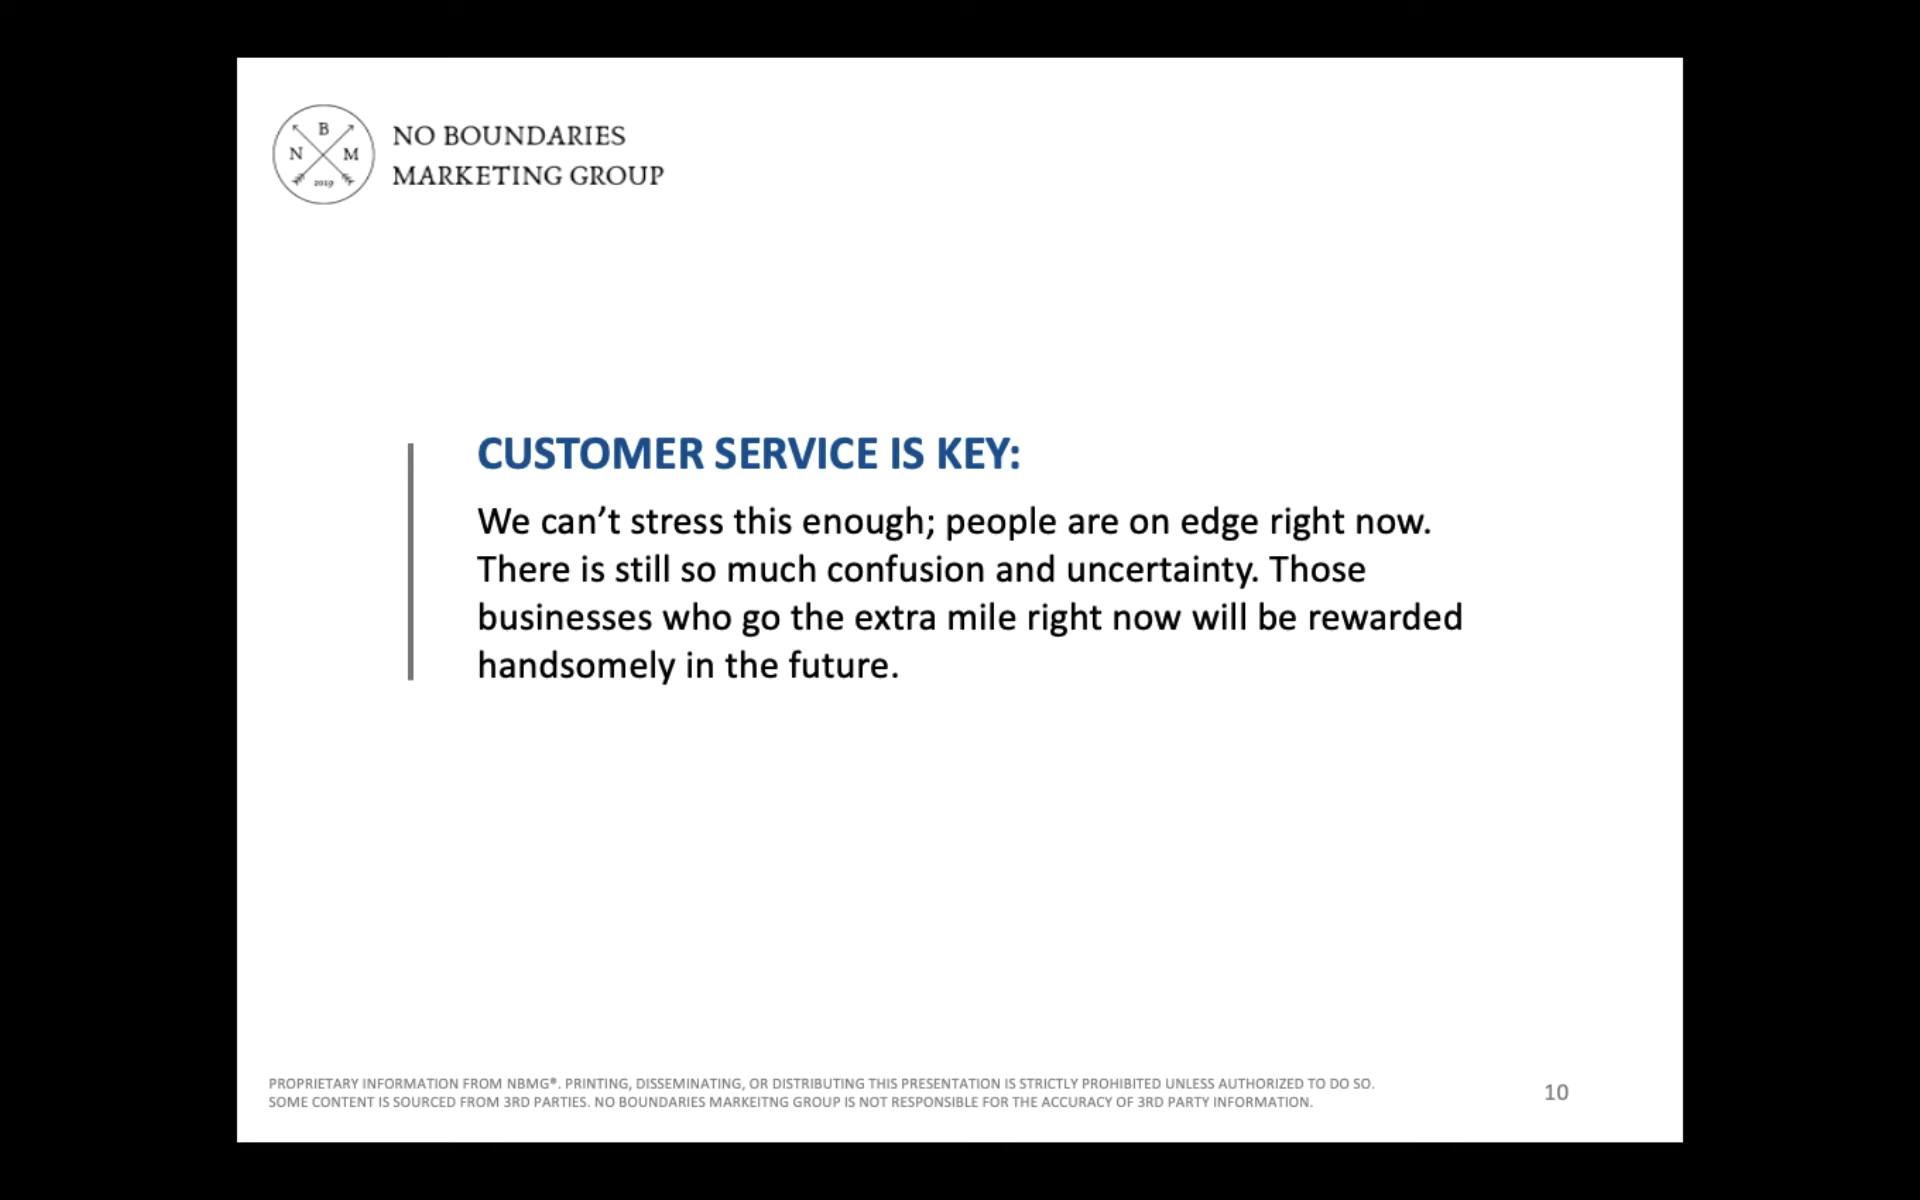 B
N M
2019
NO BOUNDARIES
MARKETING GROUP
CUSTOMER SERVICE IS KEY:
We can’t stress this enough; people are on edge right now.
There is still so much confusion and uncertainty. Those
businesses who go the extra mile right now will be rewarded
handsomely in the future.
PROPRIETARY INFORMATION FROM NBMG®. PRINTING, DISSEMINATING, OR DISTRIBUTING THIS PRESENTATION IS STRICTLY PROHIBITED UNLESS AUTHORIZED TO DO SO.
SOME CONTENT IS SOURCED FROM 3RD PARTIES. NO BOUNDARIES MARKEITNG GROUP IS NOT RESPONSIBLE FOR THE ACCURACY OF 3RD PARTY INFORMATION.
10